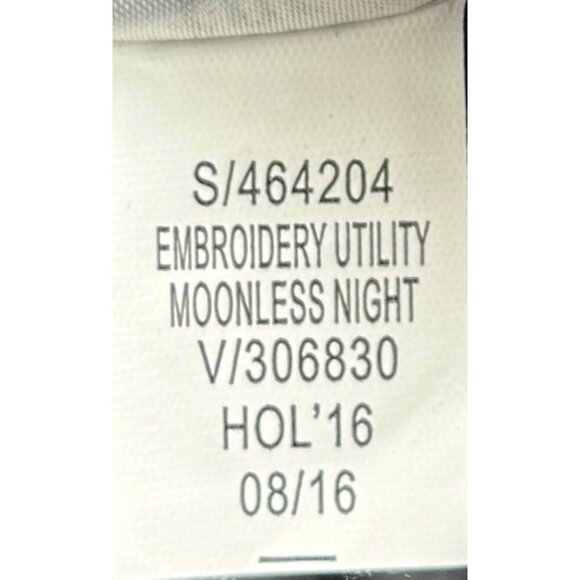 S/464204
EMBROIDERY UTILITY
MOONLESS NIGHT
V/306830
HOL'16
08/16